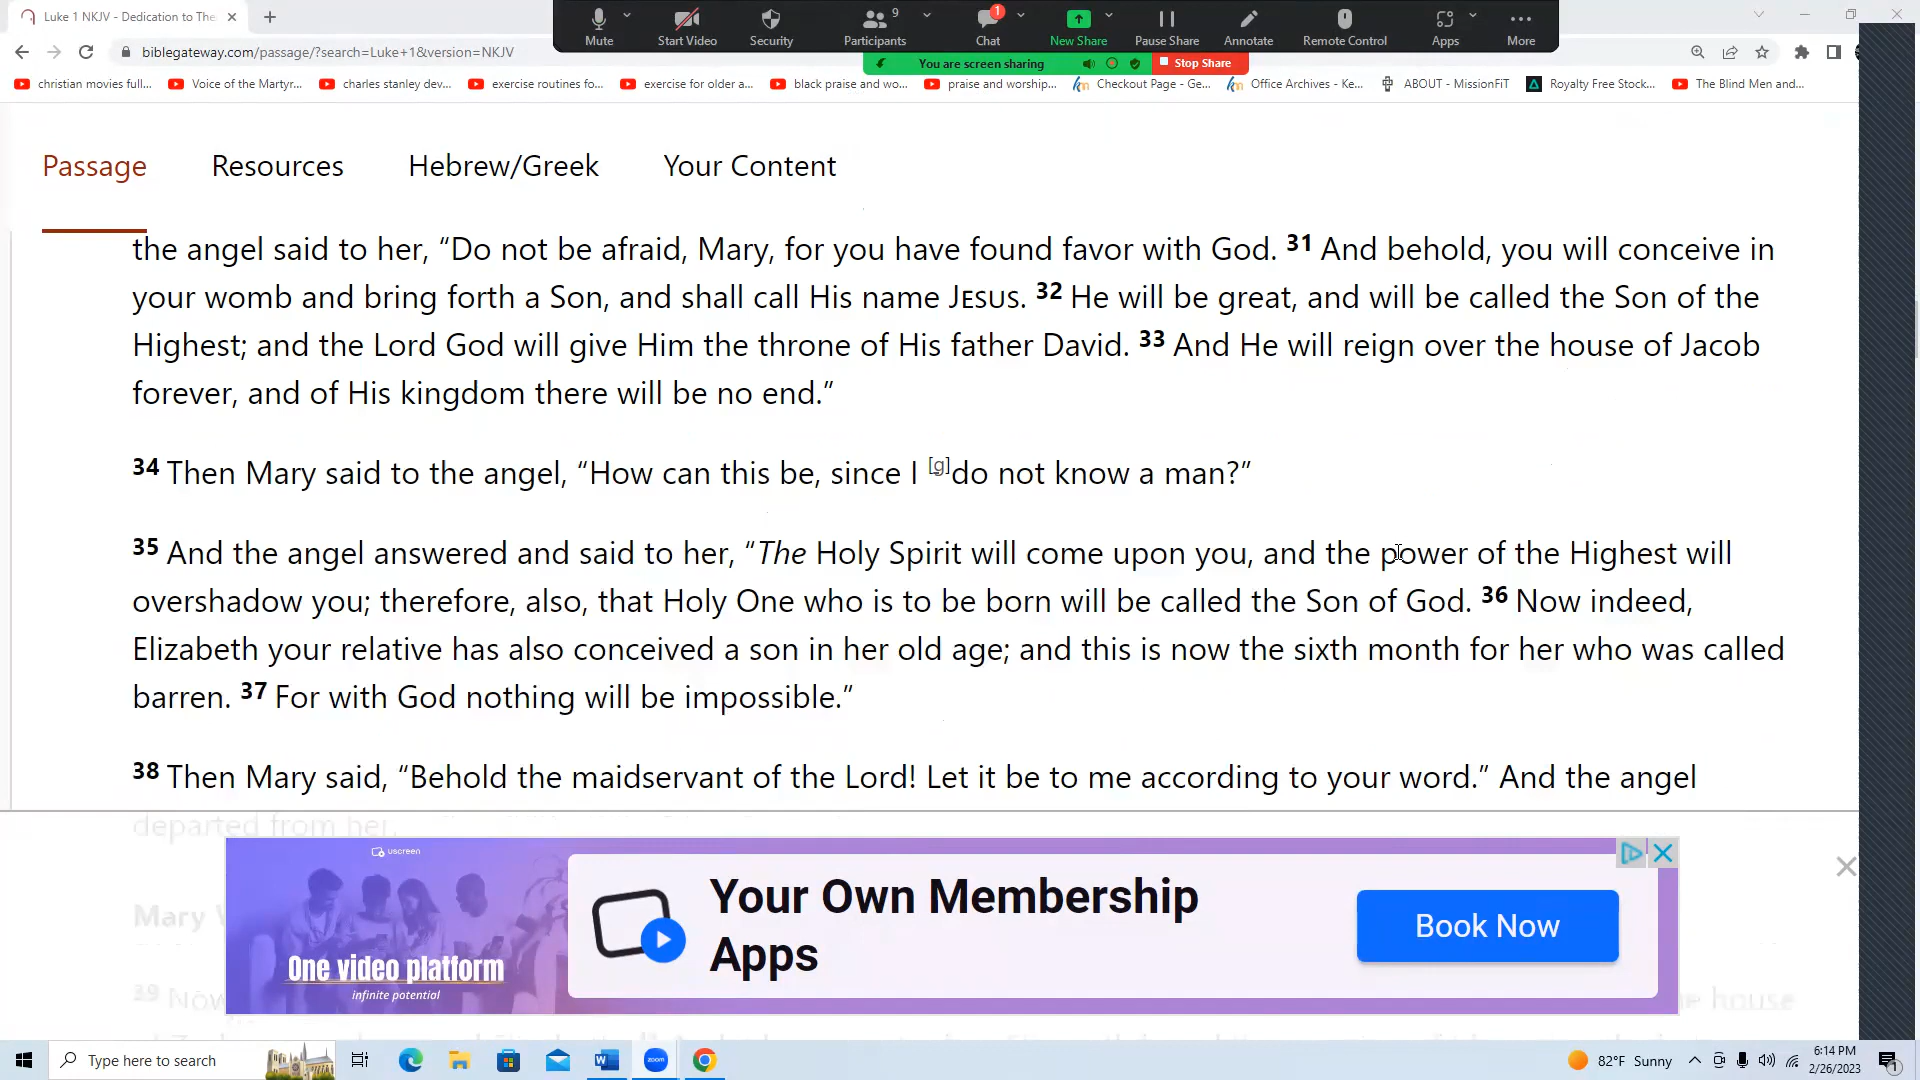 Luke 1 NKJV - Dedication to The
Mute
Start Video
Security
Participants
9
Chat
1
New Share
Pause Share
Annotate
Remote Control
Apps
More
biblegateway.com/passage/?search=Luke+1&version=NKJV
You are screen sharing
Stop Share
christian movies full...
Voice of the Martyr...
charles stanley dev...
exercise routines fo...
exercise for older a...
black praise and wo...
praise and worship...
Checkout Page - Ge...
Office Archives - Ke...
ABOUT - MissionFiT
Royalty Free Stock...
The Blind Men and...
Passage
Resources
Hebrew/Greek
Your Content
the angel said to her, “Do not be afraid, Mary, for you have found favor with God. 31 And behold, you will conceive in
your womb and bring forth a Son, and shall call His name JESUS. 32 He will be great, and will be called the Son of the
Highest; and the Lord God will give Him the throne of His father David. 33 And He will reign over the house of Jacob
forever, and of His kingdom there will be no end.”
34 Then Mary said to the angel, “How can this be, since I [g]do not know a man?”
35 And the angel answered and said to her, “The Holy Spirit will come upon you, and the power of the Highest will
overshadow you; therefore, also, that Holy One who is to be born will be called the Son of God. 36 Now indeed,
Elizabeth your relative has also conceived a son in her old age; and this is now the sixth month for her who was called
barren. 37 For with God nothing will be impossible.”
38 Then Mary said, “Behold the maidservant of the Lord! Let it be to me according to your word.” And the angel
departed from her.
Mary
39 Now
house
uscreen
One video platform
infinite potential
Your Own Membership
Apps
Book Now
Type here to search
zoom
82°F Sunny
6:14 PM
2/26/2023
1